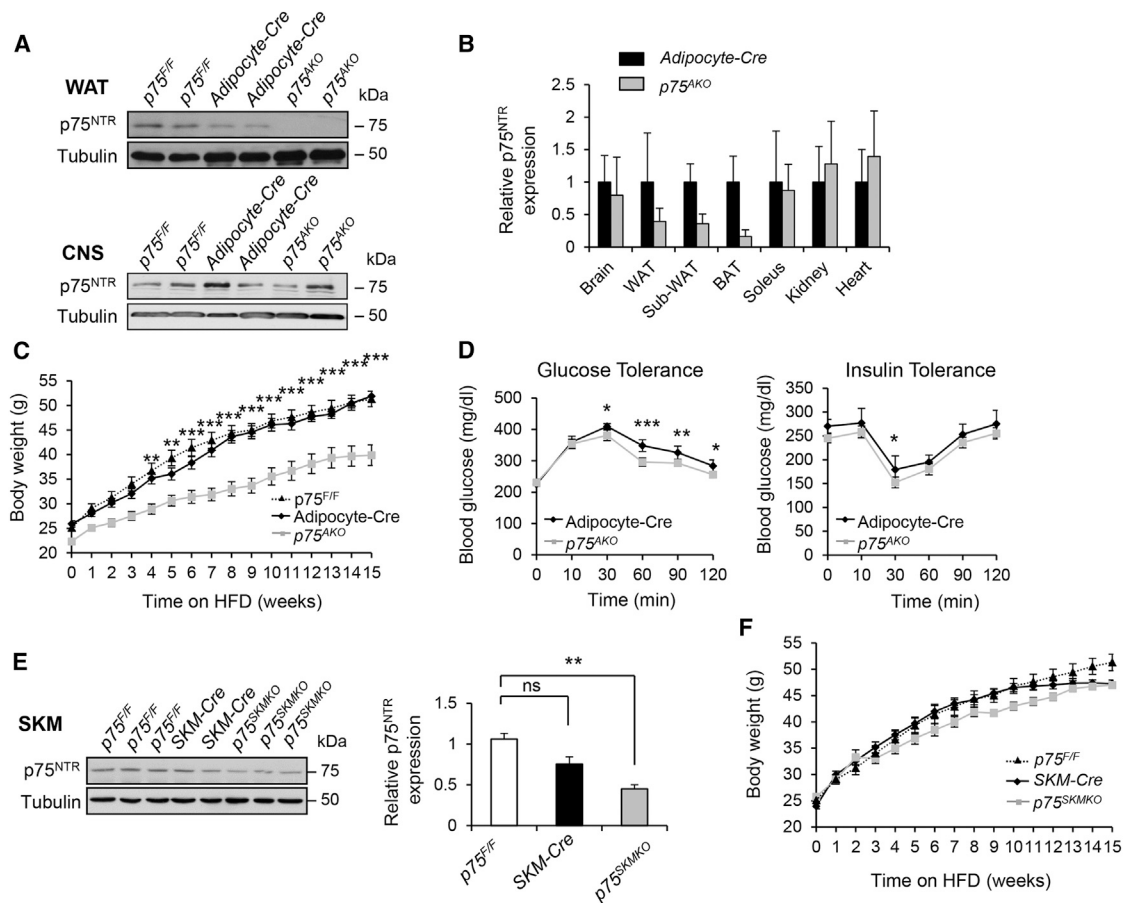 A
WAT
p75F/F p75F/F Adipocyte-Cre Adipocyte-Cre p75AKO p75AKO
kDa
p75NTR – 75
Tubulin – 50
CNS
p75F/F p75F/F Adipocyte-Cre Adipocyte-Cre p75AKO p75AKO
kDa
p75NTR – 75
Tubulin – 50
B
Adipocyte-Cre
p75AKO
Relative p75NTR
expression
2.5
2
1.5
1
0.5
0
Brain WAT Sub-WAT BAT Soleus Kidney Heart
C
Body weight (g)
55
50
45
40
35
30
25
20
** ** *** *** *** *** *** *** *** *** *** ***
p75F/F
Adipocyte-Cre
p75AKO
0 1 2 3 4 5 6 7 8 9 10 11 12 13 14 15
Time on HFD (weeks)
D
Glucose Tolerance
Blood glucose (mg/dl)
600
500
400
300
200
100
0
* *** ** *
Adipocyte-Cre
p75AKO
0 10 30 60 90 120
Time (min)
Insulin Tolerance
Blood glucose (mg/dl)
350
300
250
200
150
100
50
0
*
Adipocyte-Cre
p75AKO
0 10 30 60 90 120
Time (min)
E
SKM
p75F/F p75F/F p75F/F SKM-Cre SKM-Cre p75SKMKO p75SKMKO p75SKMKO
kDa
p75NTR – 75
Tubulin – 50
Relative p75NTR
expression
1.5
1
0.5
0
**
ns
p75F/F SKM-Cre p75SKMKO
F
Body weight (g)
55
50
45
40
35
30
25
20
p75F/F
SKM-Cre
p75SKMKO
0 1 2 3 4 5 6 7 8 9 10 11 12 13 14 15
Time on HFD (weeks)